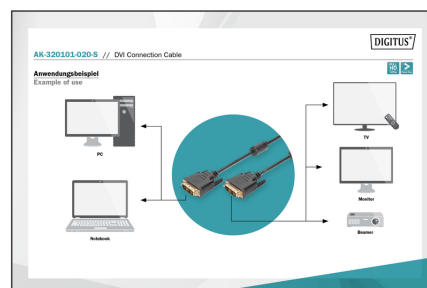 DIGITUS®
AK-320101-020-S // DVI Connection Cable
Anwendungsbeispiel
Example of use
PC
TV
Monitor
Notebook
Beamer